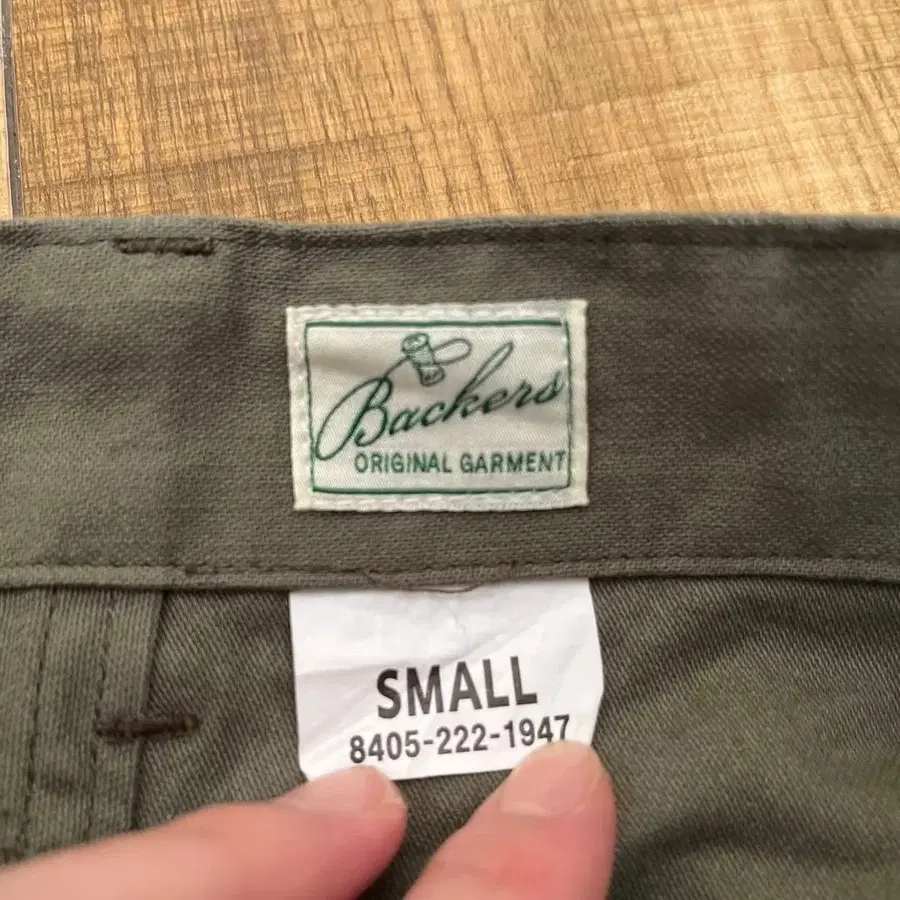 Backers
ORIGINAL GARMENT
SMALL
8405-222-1947